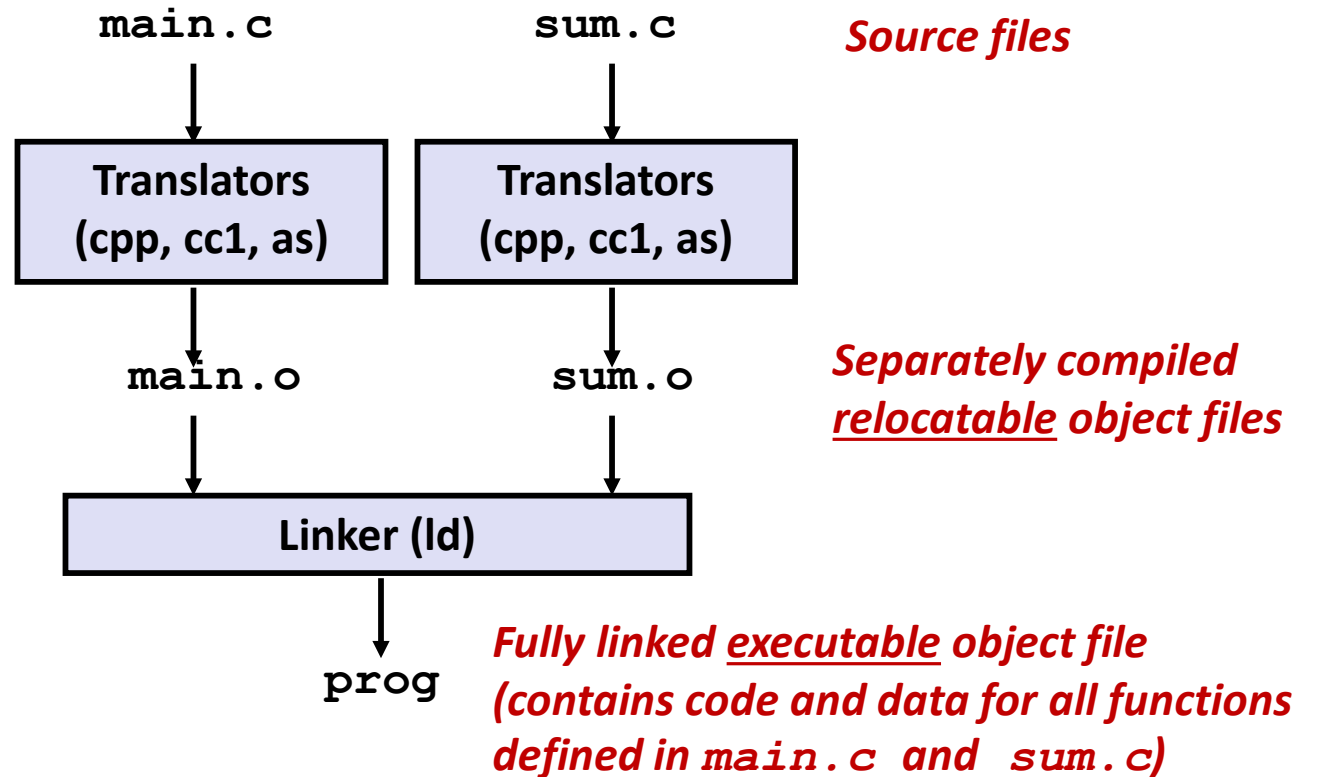 main.c
sum.c
Source files
Translators
(cpp, cc1, as)
Translators
(cpp, cc1, as)
main.o
sum.o
Separately compiled
relocatable object files
Linker (ld)
prog
Fully linked executable object file
(contains code and data for all functions
defined in main.c and sum.c)